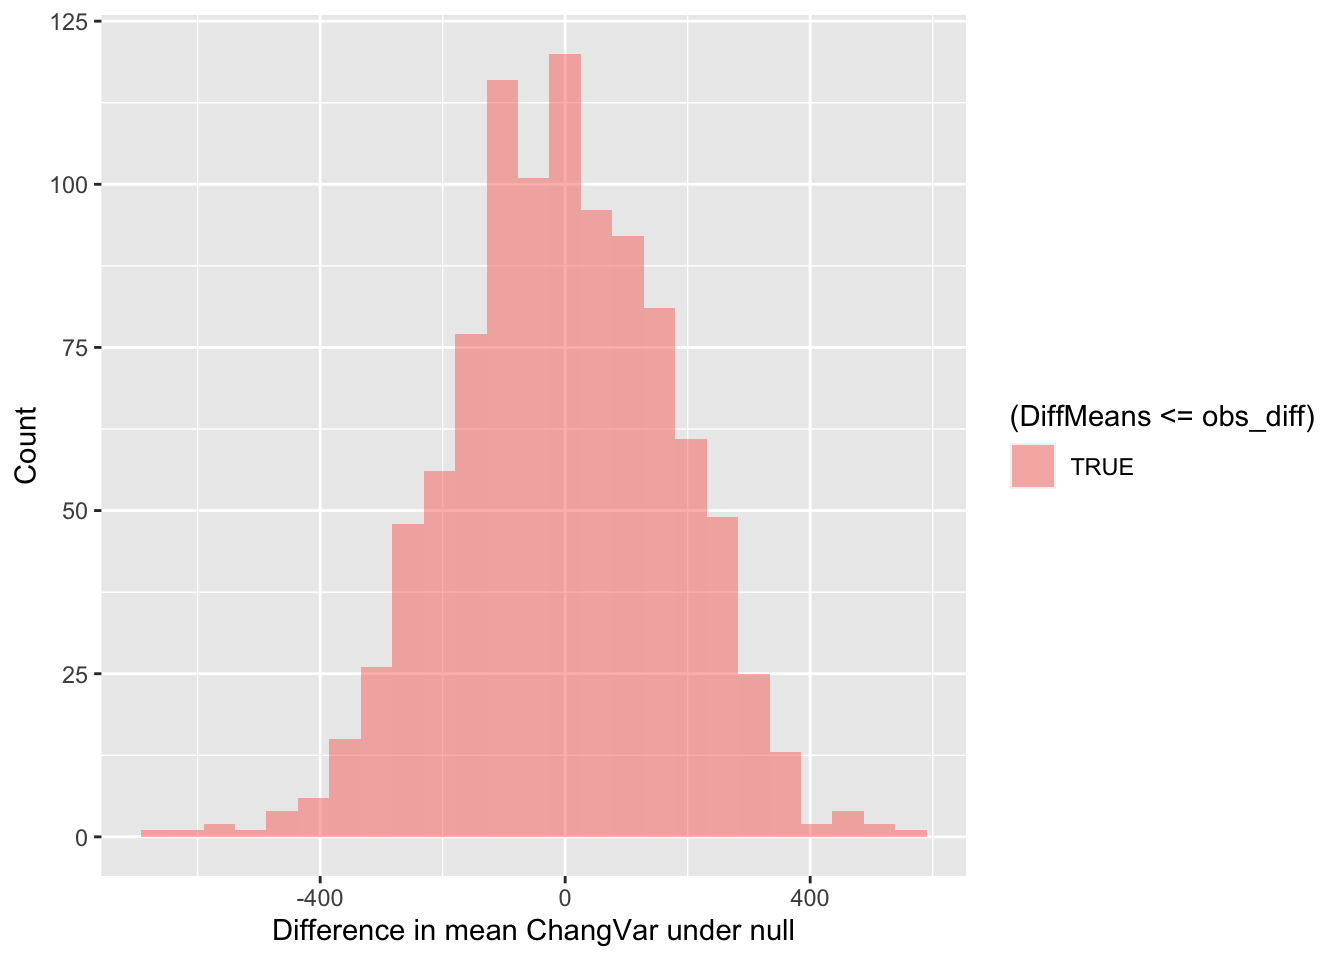 125
100
75
50
25
0
Count
-400
0
400
Difference in mean ChangVar under null
(DiffMeans <= obs_diff)
TRUE